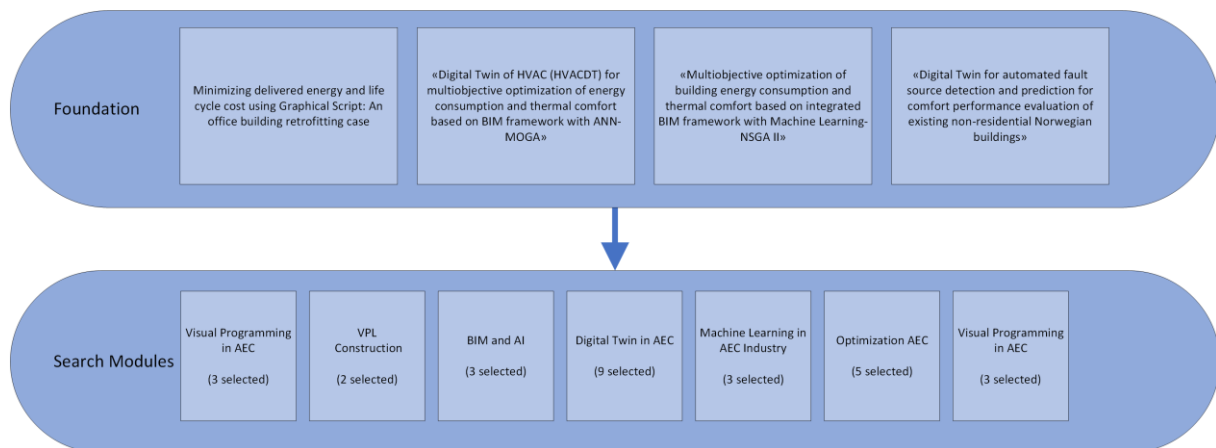 Foundation
Minimizing delivered energy and life
cycle cost using Graphical Script: An
office building retrofitting case
«Digital Twin of HVAC (HVACDT) for
multiobjective optimization of energy
consumption and thermal comfort
based on BIM framework with ANN-
MOGA»
«Multiobjective optimization of
building energy consumption and
thermal comfort based on integrated
BIM framework with Machine Learning-
NSGA II»
«Digital Twin for automated fault
source detection and prediction for
comfort performance evaluation of
existing non-residential Norwegian
buildings»
Search Modules
Visual Programming
in AEC
(3 selected)
VPL
Construction
(2 selected)
BIM and AI
(3 selected)
Digital Twin in AEC
(9 selected)
Machine Learning in
AEC Industry
(3 selected)
Optimization AEC
(5 selected)
Visual Programming
in AEC
(3 selected)